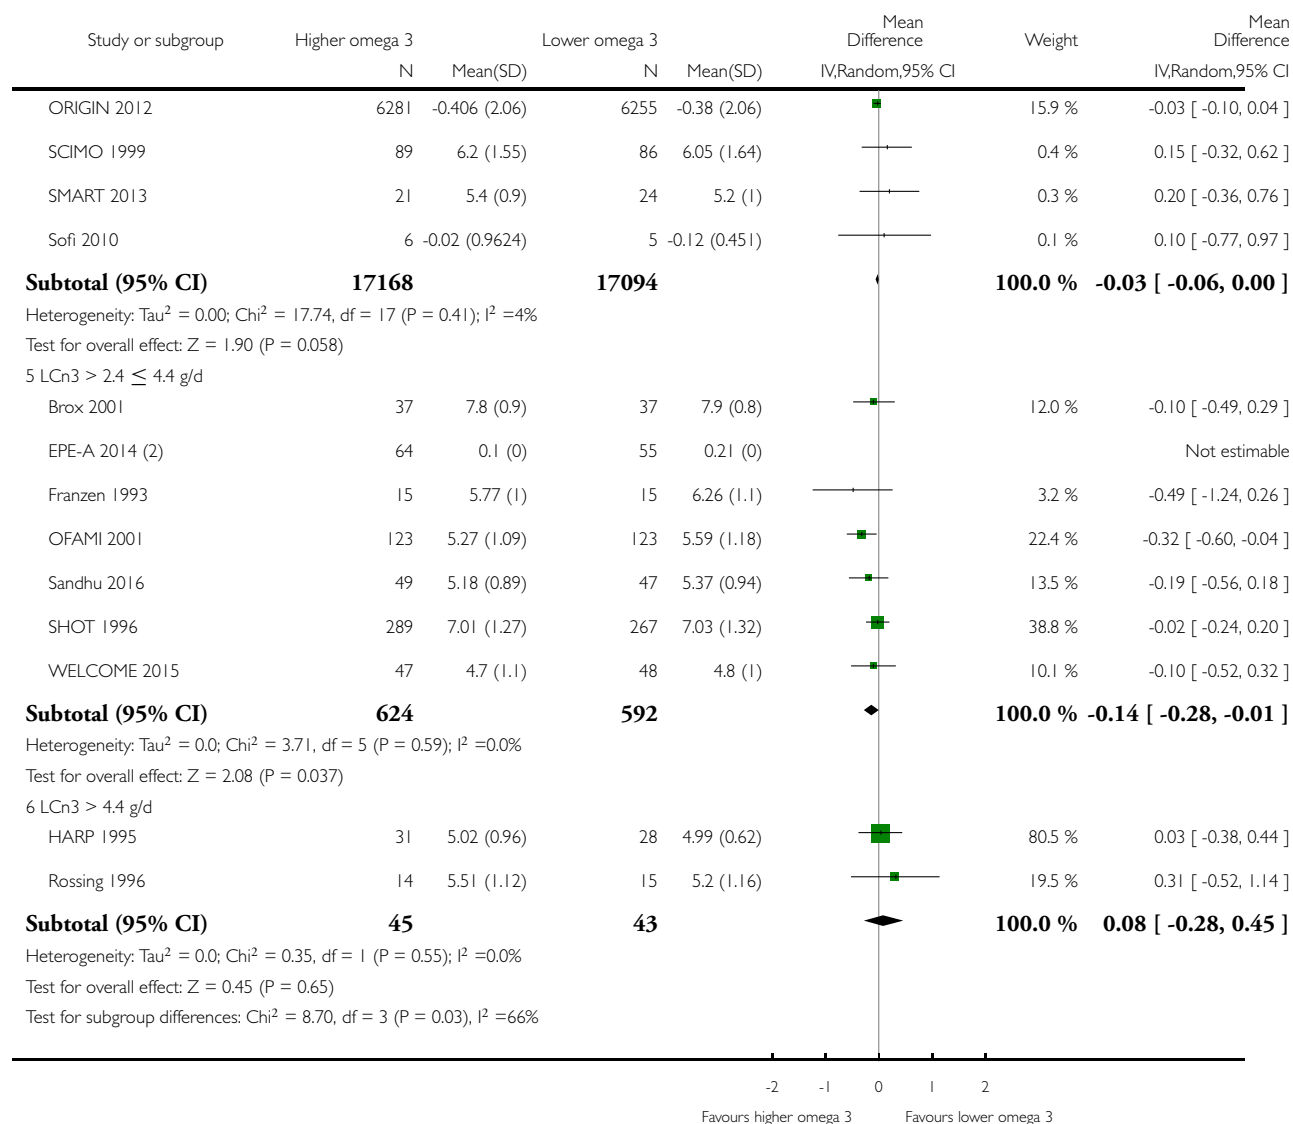 Mean Mean
Study or subgroup Higher omega 3 Lower omega 3 Difference Weight Difference
N Mean(SD) N Mean(SD) IV,Random,95% CI IV,Random,95% CI
ORIGIN 2012 6281 -0.406 (2.06) 6255 -0.38 (2.06) 15.9 % -0.03 [ -0.10, 0.04 ]
SCIMO 1999 89 6.2 (1.55) 86 6.05 (1.64) 0.4 % 0.15 [ -0.32, 0.62 ]
SMART 2013 21 5.4 (0.9) 24 5.2 (1) 0.3 % 0.20 [ -0.36, 0.76 ]
Sofi 2010 6 -0.02 (0.9624) 5 -0.12 (0.451) 0.1 % 0.10 [ -0.77, 0.97 ]
Subtotal (95% CI) 17168 17094 100.0 % -0.03 [ -0.06, 0.00 ]
Heterogeneity: Tau² = 0.00; Chi² = 17.74, df = 17 (P = 0.41); I² =4%
Test for overall effect: Z = 1.90 (P = 0.058)
5 LCn3 > 2.4 ≤ 4.4 g/d
Brox 2001 37 7.8 (0.9) 37 7.9 (0.8) 12.0 % -0.10 [ -0.49, 0.29 ]
EPE-A 2014 (2) 64 0.1 (0) 55 0.21 (0) Not estimable
Franzen 1993 15 5.77 (1) 15 6.26 (1.1) 3.2 % -0.49 [ -1.24, 0.26 ]
OFAMI 2001 123 5.27 (1.09) 123 5.59 (1.18) 22.4 % -0.32 [ -0.60, -0.04 ]
Sandhu 2016 49 5.18 (0.89) 47 5.37 (0.94) 13.5 % -0.19 [ -0.56, 0.18 ]
SHOT 1996 289 7.01 (1.27) 267 7.03 (1.32) 38.8 % -0.02 [ -0.24, 0.20 ]
WELCOME 2015 47 4.7 (1.1) 48 4.8 (1) 10.1 % -0.10 [ -0.52, 0.32 ]
Subtotal (95% CI) 624 592 100.0 % -0.14 [ -0.28, -0.01 ]
Heterogeneity: Tau² = 0.0; Chi² = 3.71, df = 5 (P = 0.59); I² =0.0%
Test for overall effect: Z = 2.08 (P = 0.037)
6 LCn3 > 4.4 g/d
HARP 1995 31 5.02 (0.96) 28 4.99 (0.62) 80.5 % 0.03 [ -0.38, 0.44 ]
Rossing 1996 14 5.51 (1.12) 15 5.2 (1.16) 19.5 % 0.31 [ -0.52, 1.14 ]
Subtotal (95% CI) 45 43 100.0 % 0.08 [ -0.28, 0.45 ]
Heterogeneity: Tau² = 0.0; Chi² = 0.35, df = 1 (P = 0.55); I² =0.0%
Test for overall effect: Z = 0.45 (P = 0.65)
Test for subgroup differences: Chi² = 8.70, df = 3 (P = 0.03), I² =66%
-2 -1 0 1 2
Favours higher omega 3 Favours lower omega 3